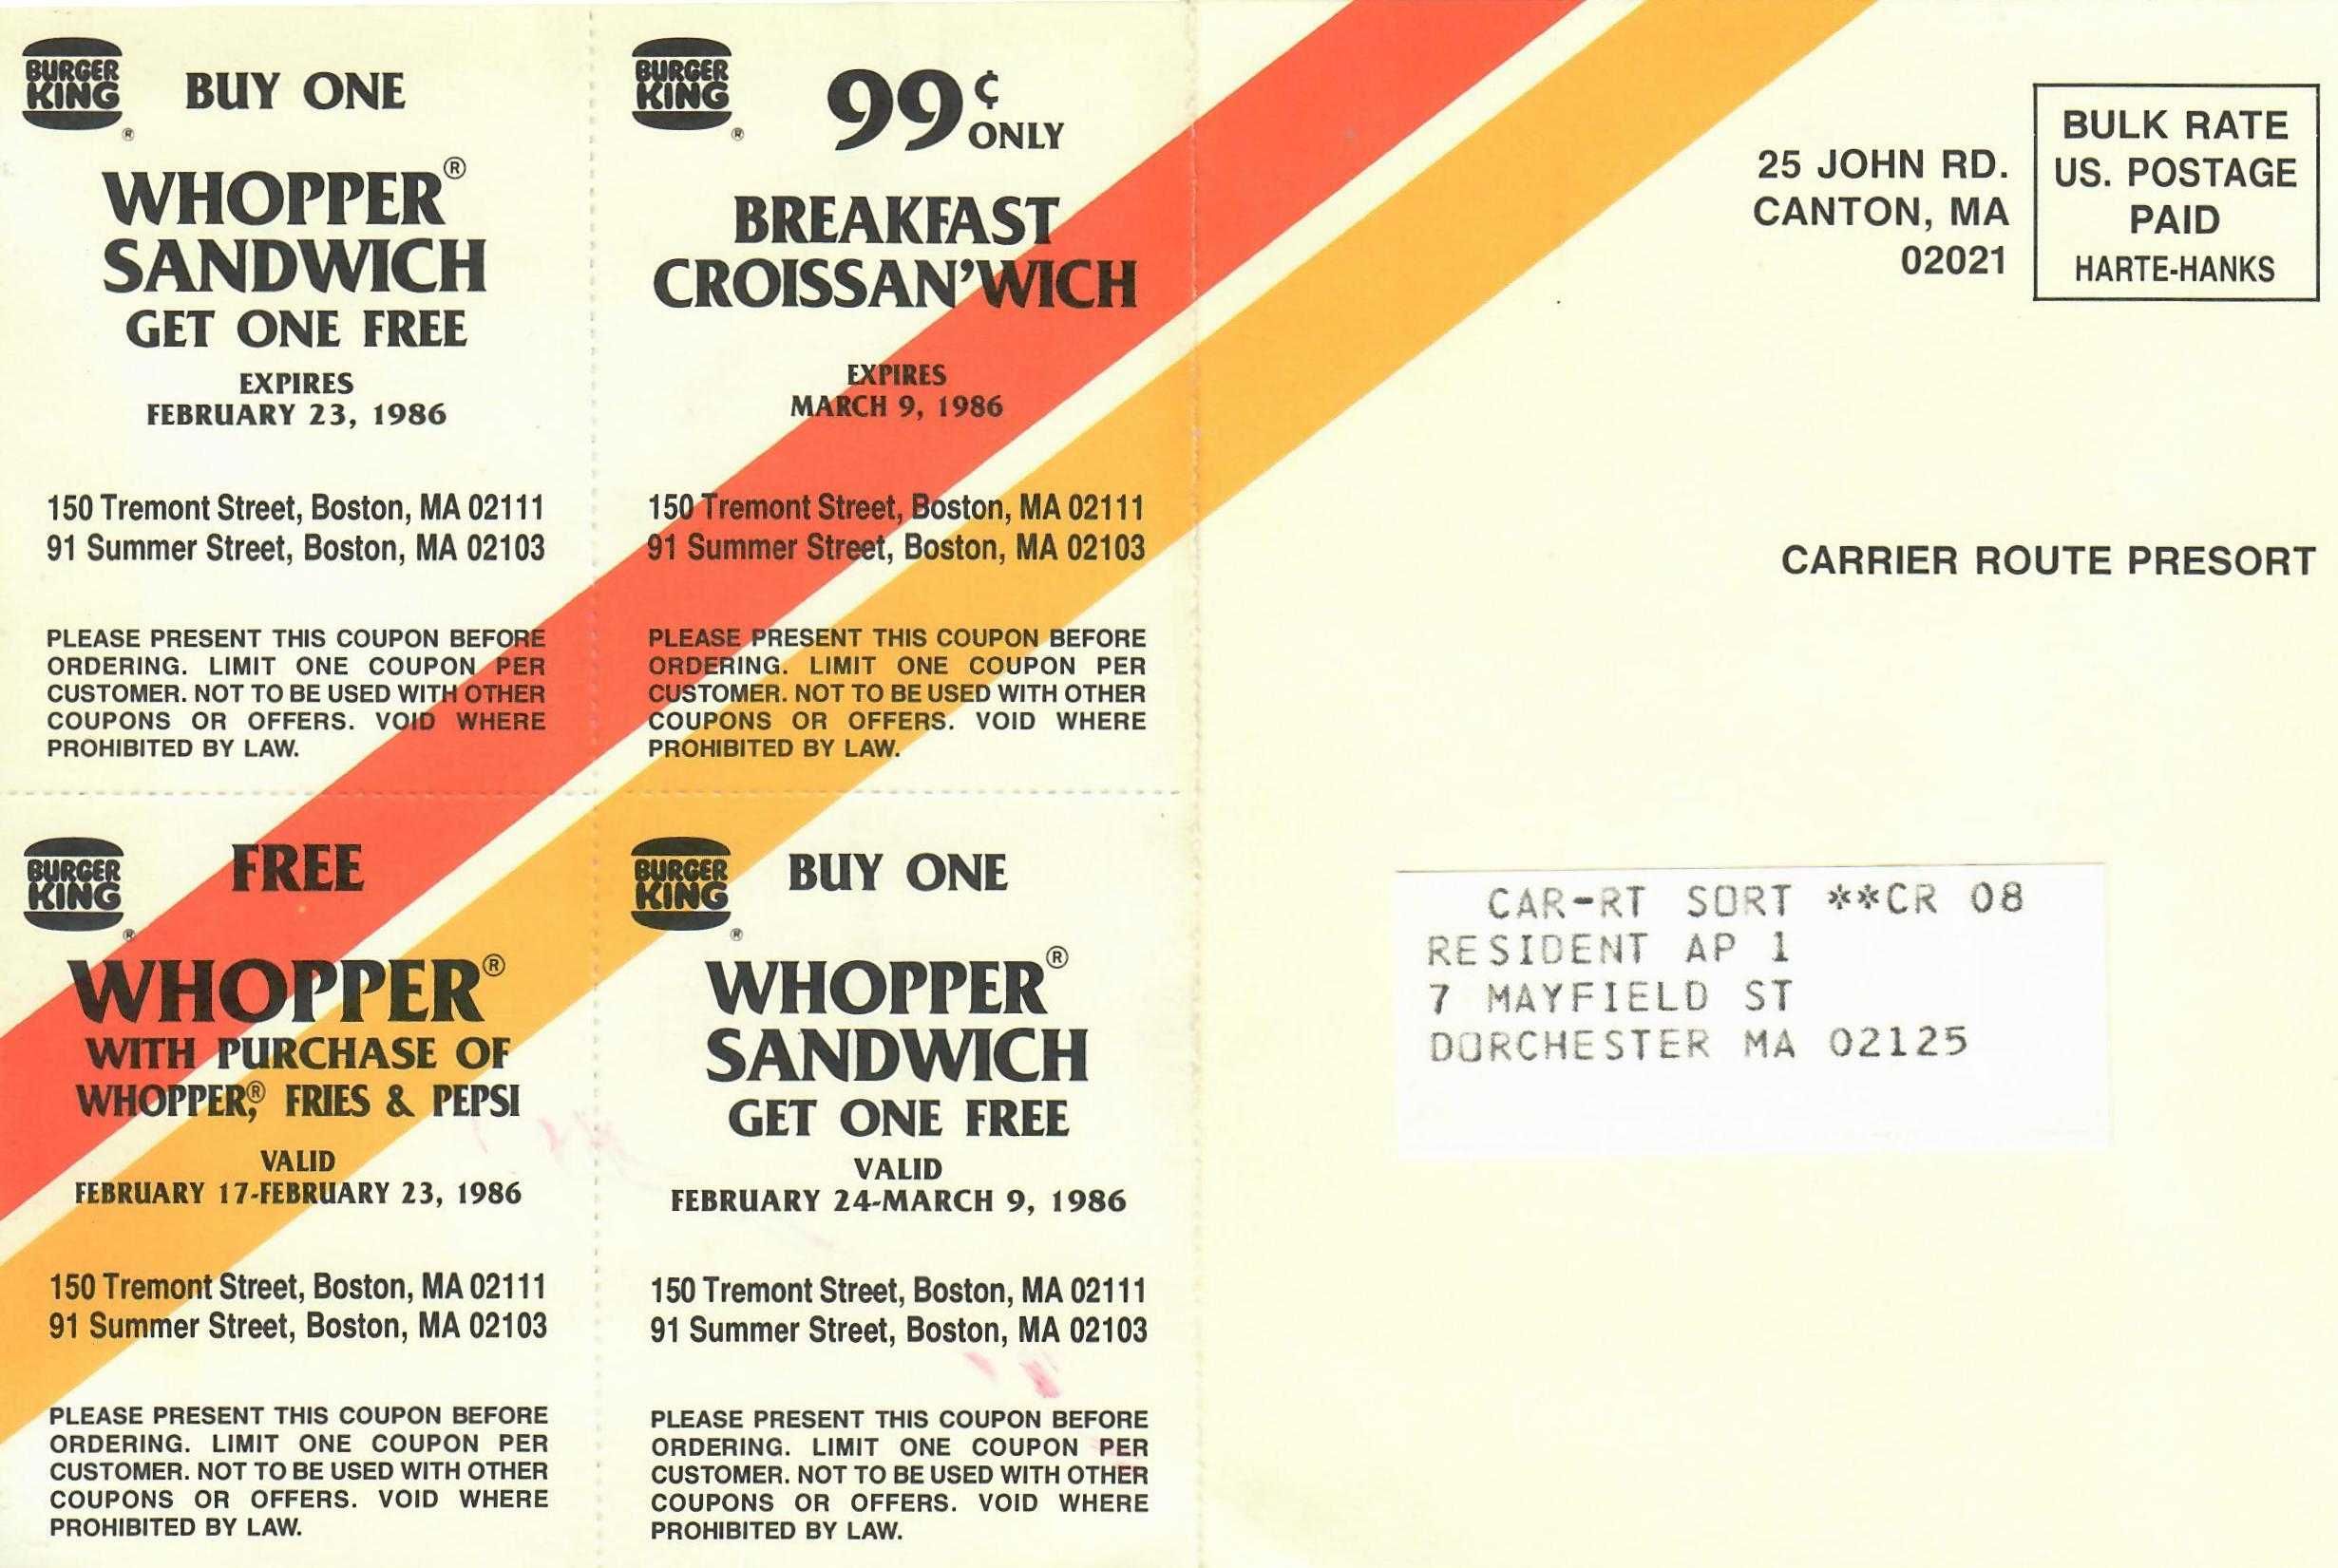 BURGER KING ®
BUY ONE
WHOPPER®
SANDWICH
GET ONE FREE
EXPIRES
FEBRUARY 23, 1986
150 Tremont Street, Boston, MA 02111
91 Summer Street, Boston, MA 02103
PLEASE PRESENT THIS COUPON BEFORE
ORDERING. LIMIT ONE COUPON PER
CUSTOMER. NOT TO BE USED WITH OTHER
COUPONS OR OFFERS. VOID WHERE
PROHIBITED BY LAW.
BURGER KING ®
99¢ ONLY
BREAKFAST
CROISSAN'WICH
EXPIRES
MARCH 9, 1986
150 Tremont Street, Boston, MA 02111
91 Summer Street, Boston, MA 02103
PLEASE PRESENT THIS COUPON BEFORE
ORDERING. LIMIT ONE COUPON PER
CUSTOMER. NOT TO BE USED WITH OTHER
COUPONS OR OFFERS. VOID WHERE
PROHIBITED BY LAW.
BURGER KING ®
FREE
WHOPPER®
WITH PURCHASE OF
WHOPPER,® FRIES & PEPSI
VALID
FEBRUARY 17-FEBRUARY 23, 1986
150 Tremont Street, Boston, MA 02111
91 Summer Street, Boston, MA 02103
PLEASE PRESENT THIS COUPON BEFORE
ORDERING. LIMIT ONE COUPON PER
CUSTOMER. NOT TO BE USED WITH OTHER
COUPONS OR OFFERS. VOID WHERE
PROHIBITED BY LAW.
BURGER KING ®
BUY ONE
WHOPPER®
SANDWICH
GET ONE FREE
VALID
FEBRUARY 24-MARCH 9, 1986
150 Tremont Street, Boston, MA 02111
91 Summer Street, Boston, MA 02103
PLEASE PRESENT THIS COUPON BEFORE
ORDERING. LIMIT ONE COUPON PER
CUSTOMER. NOT TO BE USED WITH OTHER
COUPONS OR OFFERS. VOID WHERE
PROHIBITED BY LAW.
25 JOHN RD.
CANTON, MA
02021
BULK RATE
US. POSTAGE
PAID
HARTE-HANKS
CARRIER ROUTE PRESORT
CAR-RT SORT **CR 08
RESIDENT AP 1
7 MAYFIELD ST
DORCHESTER MA 02125